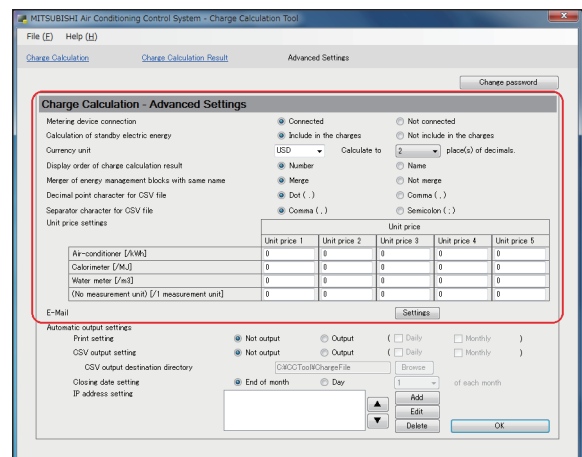 MITSUBISHI Air Conditioning Control System - Charge Calculation Tool
File (F) Help (H)
Charge Calculation Charge Calculation Result Advanced Settings
Change password
Charge Calculation - Advanced Settings
Metering device connection Connected Not connected
Calculation of standby electric energy Include in the charges Not include in the charges
Currency unit USD Calculate to 2 place(s) of decimals.
Display order of charge calculation result Number Name
Merger of energy management blocks with same name Merge Not merge
Decimal point character for CSV file Dot ( . ) Comma ( , )
Separator character for CSV file Comma ( , ) Semicolon ( ; )
Unit price settings Unit price
Unit price 1 Unit price 2 Unit price 3 Unit price 4 Unit price 5
Air-conditioner [/kWh] 0 0 0 0 0
Calorimeter [/MJ] 0 0 0 0 0
Water meter [/m3] 0 0 0 0 0
(No measurement unit) [/1 measurement unit] 0 0 0 0 0
E-Mail Settings
Automatic output settings
Print setting Not output Output ( Daily Monthly )
CSV output setting Not output Output ( Daily Monthly )
CSV output destination directory C:¥CCTool¥ChargeFile Browse
Closing date setting End of month Day 1 of each month
IP address setting Add
Edit
Delete OK